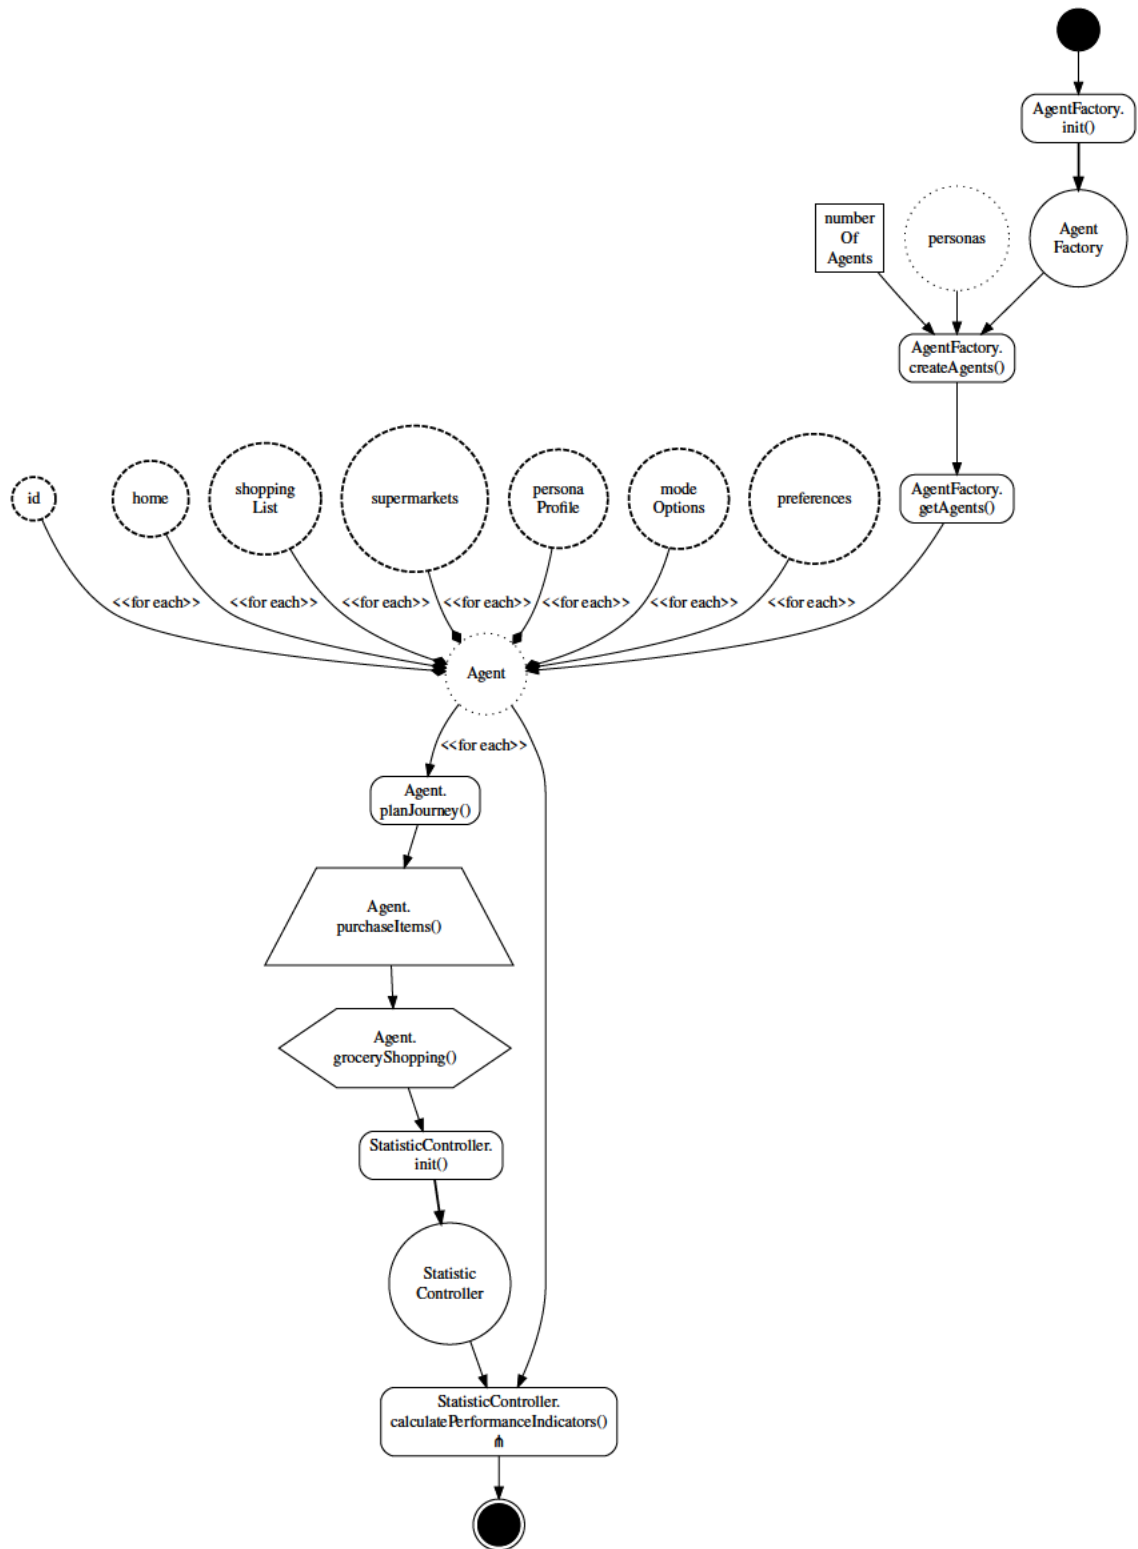 AgentFactory.
init()
number
Of
Agents
personas
Agent
Factory
AgentFactory.
createAgents()
id
home
shopping
List
supermarkets
persona
Profile
mode
Options
preferences
AgentFactory.
getAgents()
<<for each>>
<<for each>>
<<for each>>
<<for each>>
<<for each>>
<<for each>>
<<for each>>
Agent
<<for each>>
Agent.
planJourney()
Agent.
purchaseItems()
Agent.
groceryShopping()
StatisticController.
init()
Statistic
Controller
StatisticController.
calculatePerformanceIndicators()
⋔